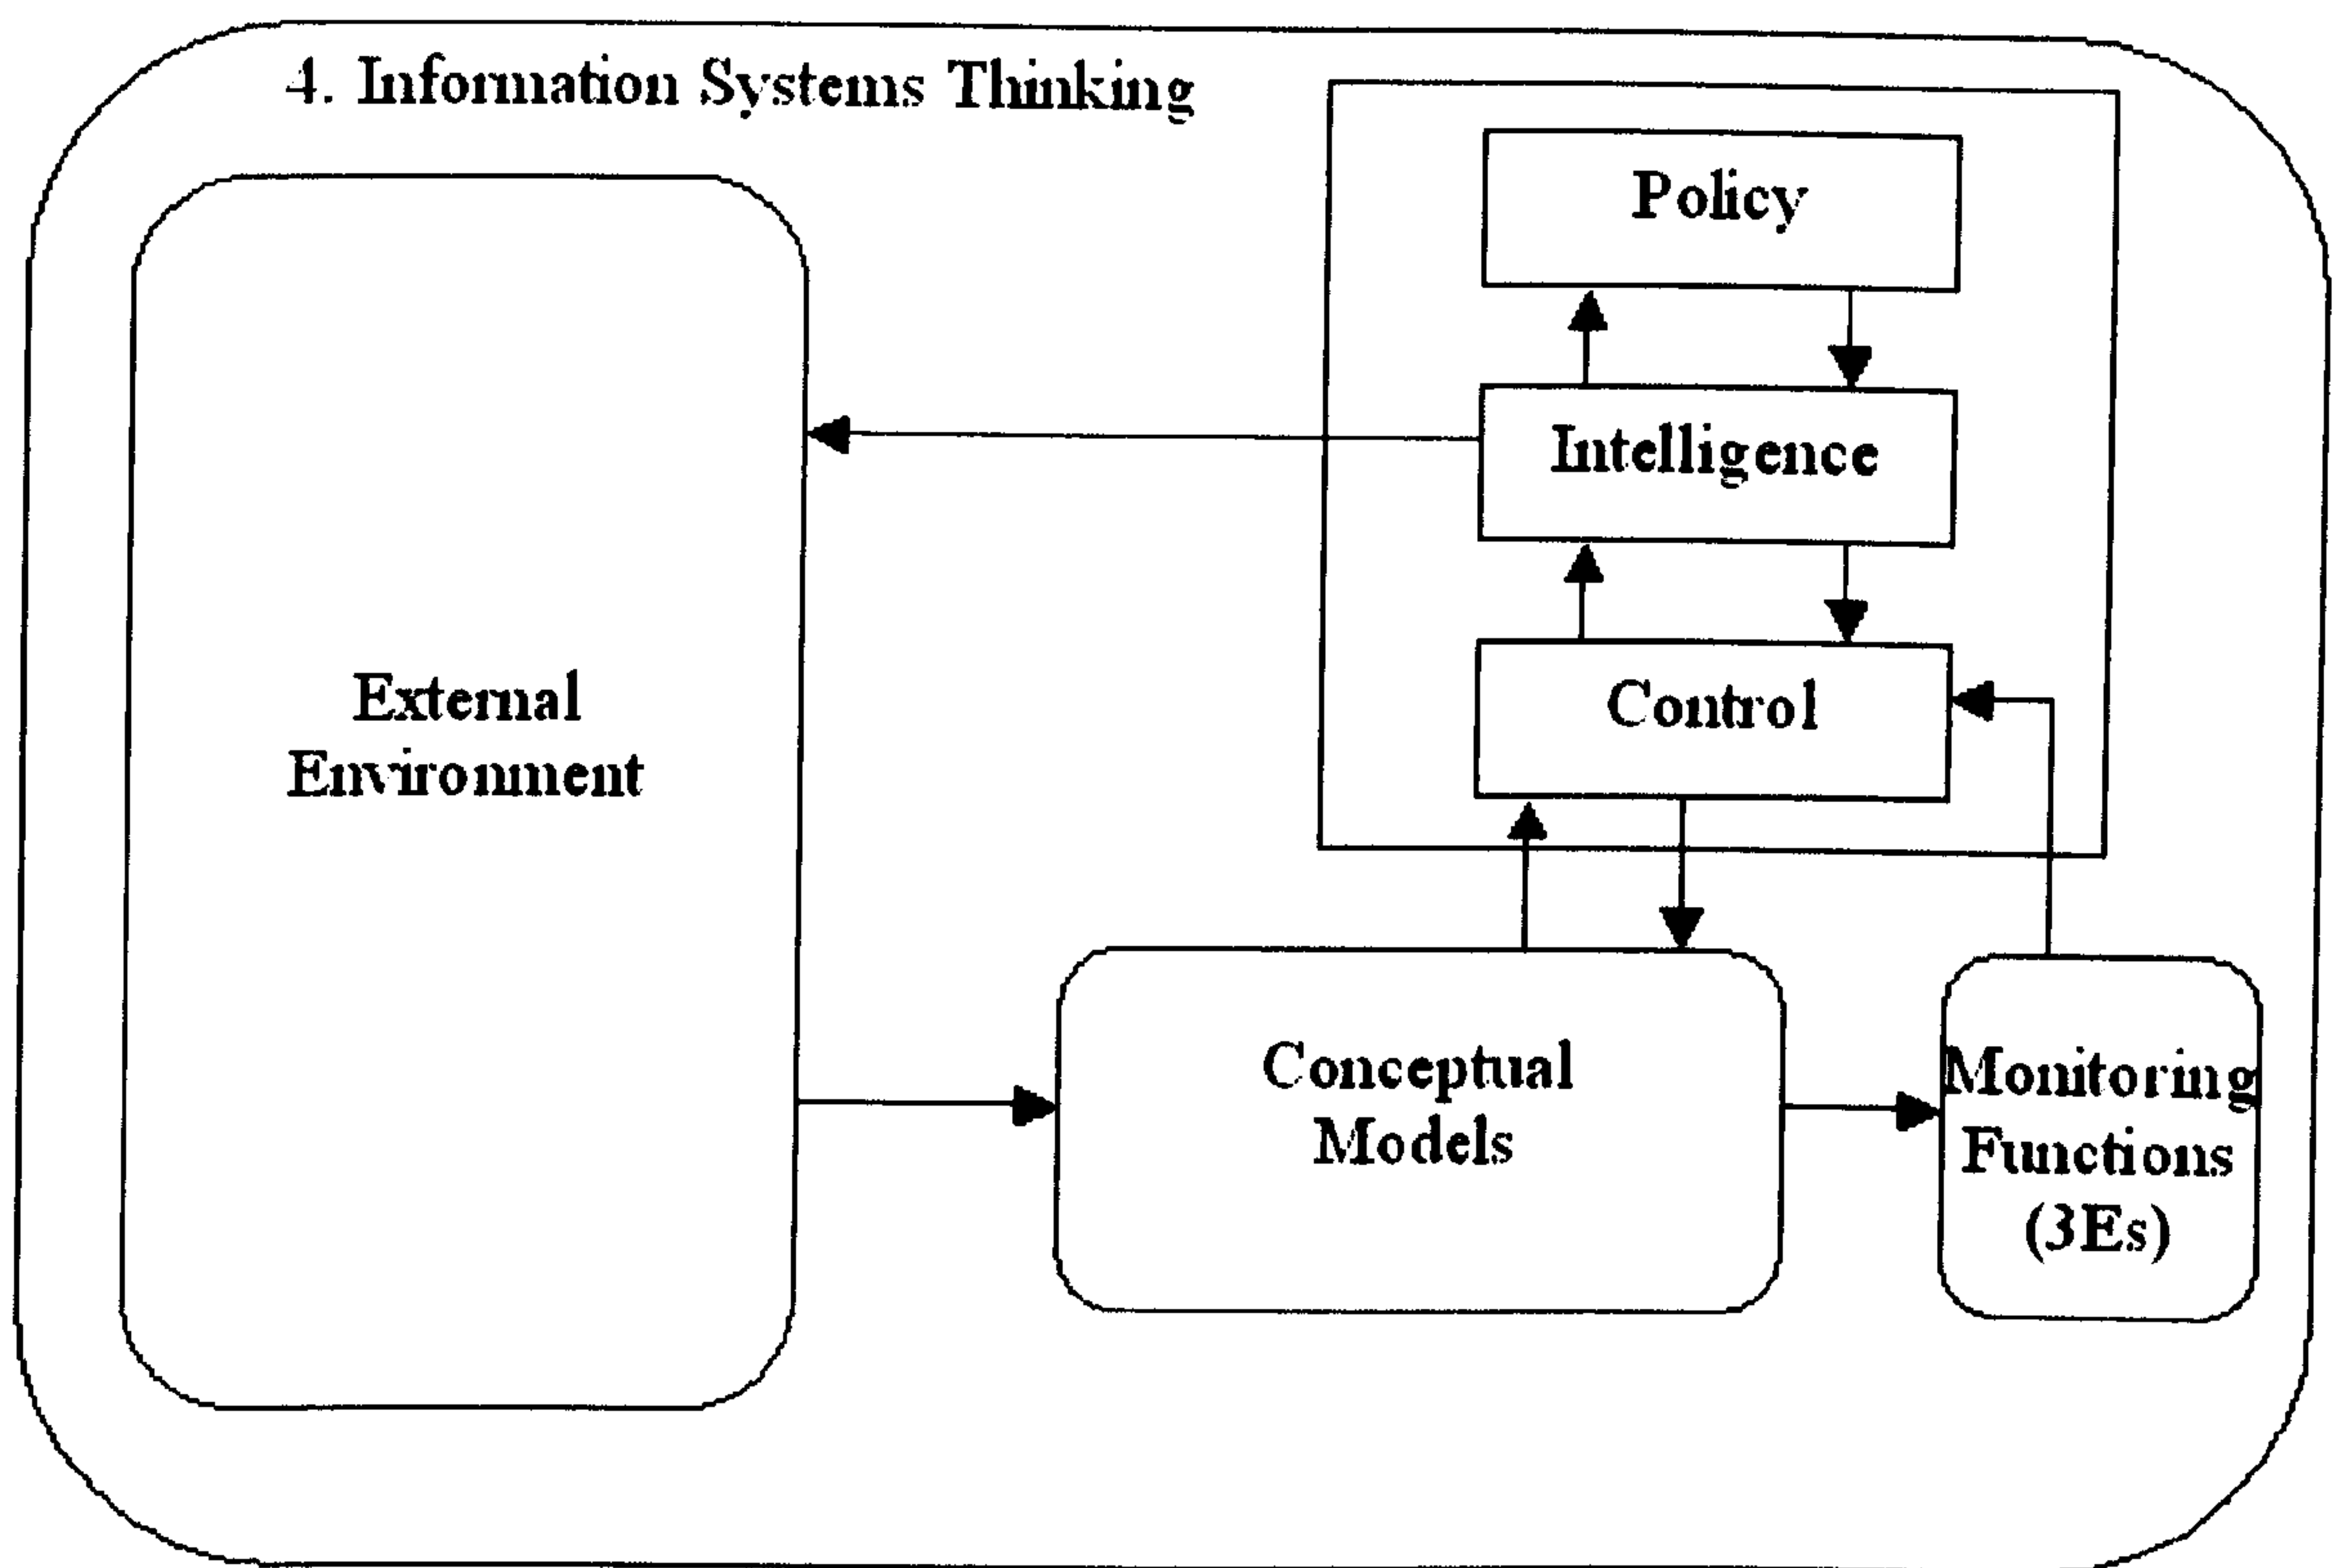 4. Information Systems Thinking
Policy
Intelligence
External
Environment
Control
Conceptual
Models
Monitoring
Functions
(3Es)